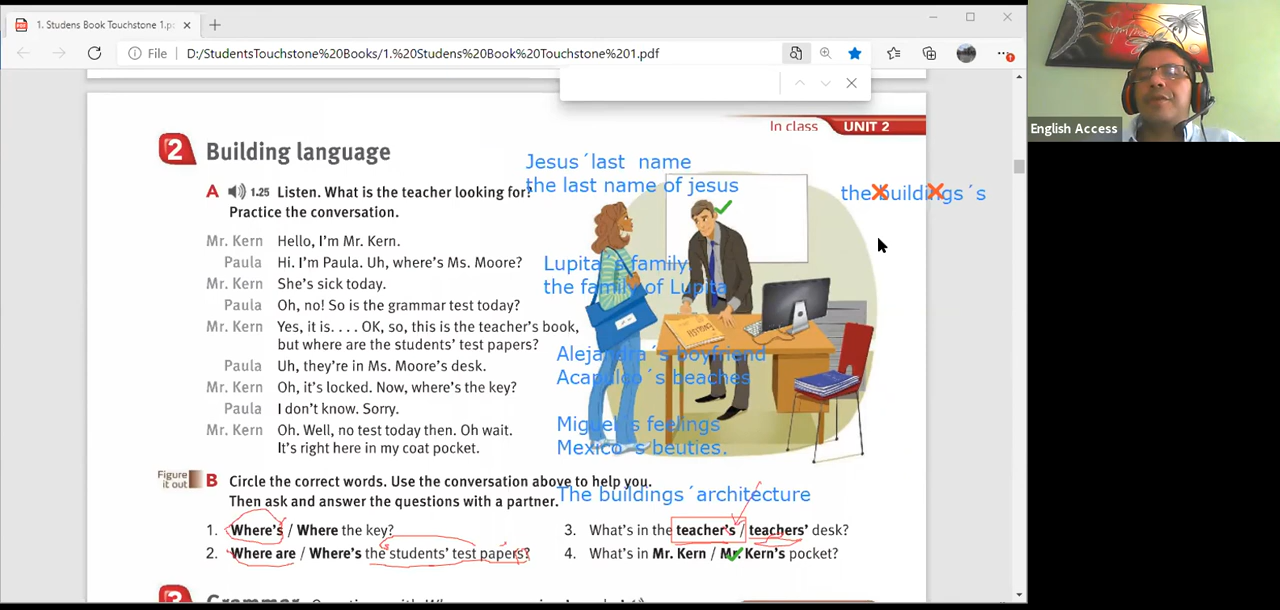 1. Studens Book Touchstone 1.p
File
D:/StudentsTouchstone%20Books/1.%20Studens%20Book%20Touchstone%201.pdf
English Access
In class UNIT 2
2 Building language
A 1.25 Listen. What is the teacher looking for?
Practice the conversation.
Mr. Kern Hello, I'm Mr. Kern.
Paula Hi. I'm Paula. Uh, where's Ms. Moore?
Mr. Kern She's sick today.
Paula Oh, no! So is the grammar test today?
Mr. Kern Yes, it is. . . . OK, so, this is the teacher's book,
but where are the students' test papers?
Paula Uh, they're in Ms. Moore's desk.
Mr. Kern Oh, it's locked. Now, where's the key?
Paula I don't know. Sorry.
Mr. Kern Oh. Well, no test today then. Oh wait.
It's right here in my coat pocket.
Jesus´last name
the last name of jesus
the buildings´s
Lupita´s family
the family of Lupita
Alejandra´s boyfriend
Acapulco´s beaches
Miguel´s feelings
Mexico´s beuties.
The buildings´architecture
Figure it out
B Circle the correct words. Use the conversation above to help you.
Then ask and answer the questions with a partner.
1. Where's / Where the key?
2. Where are / Where's the students' test papers?
3. What's in the teacher's / teachers' desk?
4. What's in Mr. Kern / Mr. Kern's pocket?
3 Grammar